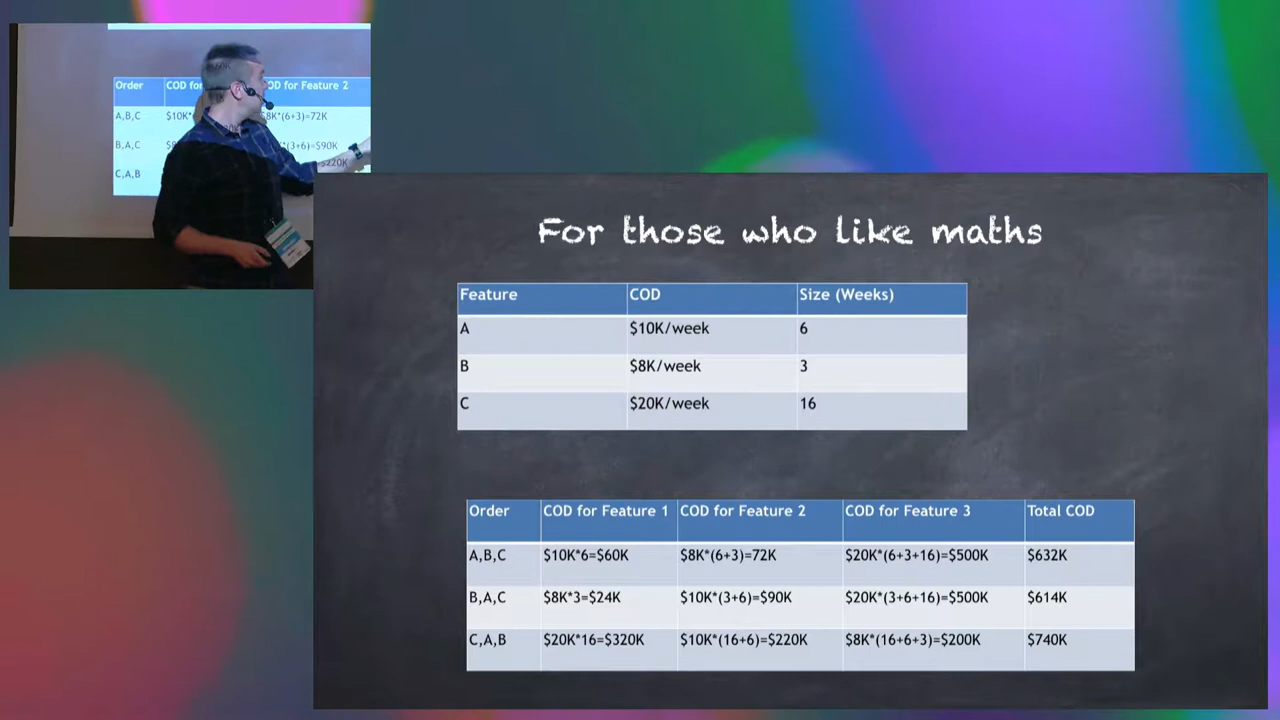 Order COD for COD for Feature 2
A,B,C $10K* $8K*(6+3)=72K
B,A,C (3+6)=$90K
C,A,B $220K
For those who like maths
Feature COD Size (Weeks)
A $10K/week 6
B $8K/week 3
C $20K/week 16
Order COD for Feature 1 COD for Feature 2 COD for Feature 3 Total COD
A,B,C $10K*6=$60K $8K*(6+3)=72K $20K*(6+3+16)=$500K $632K
B,A,C $8K*3=$24K $10K*(3+6)=$90K $20K*(3+6+16)=$500K $614K
C,A,B $20K*16=$320K $10K*(16+6)=$220K $8K*(16+6+3)=$200K $740K